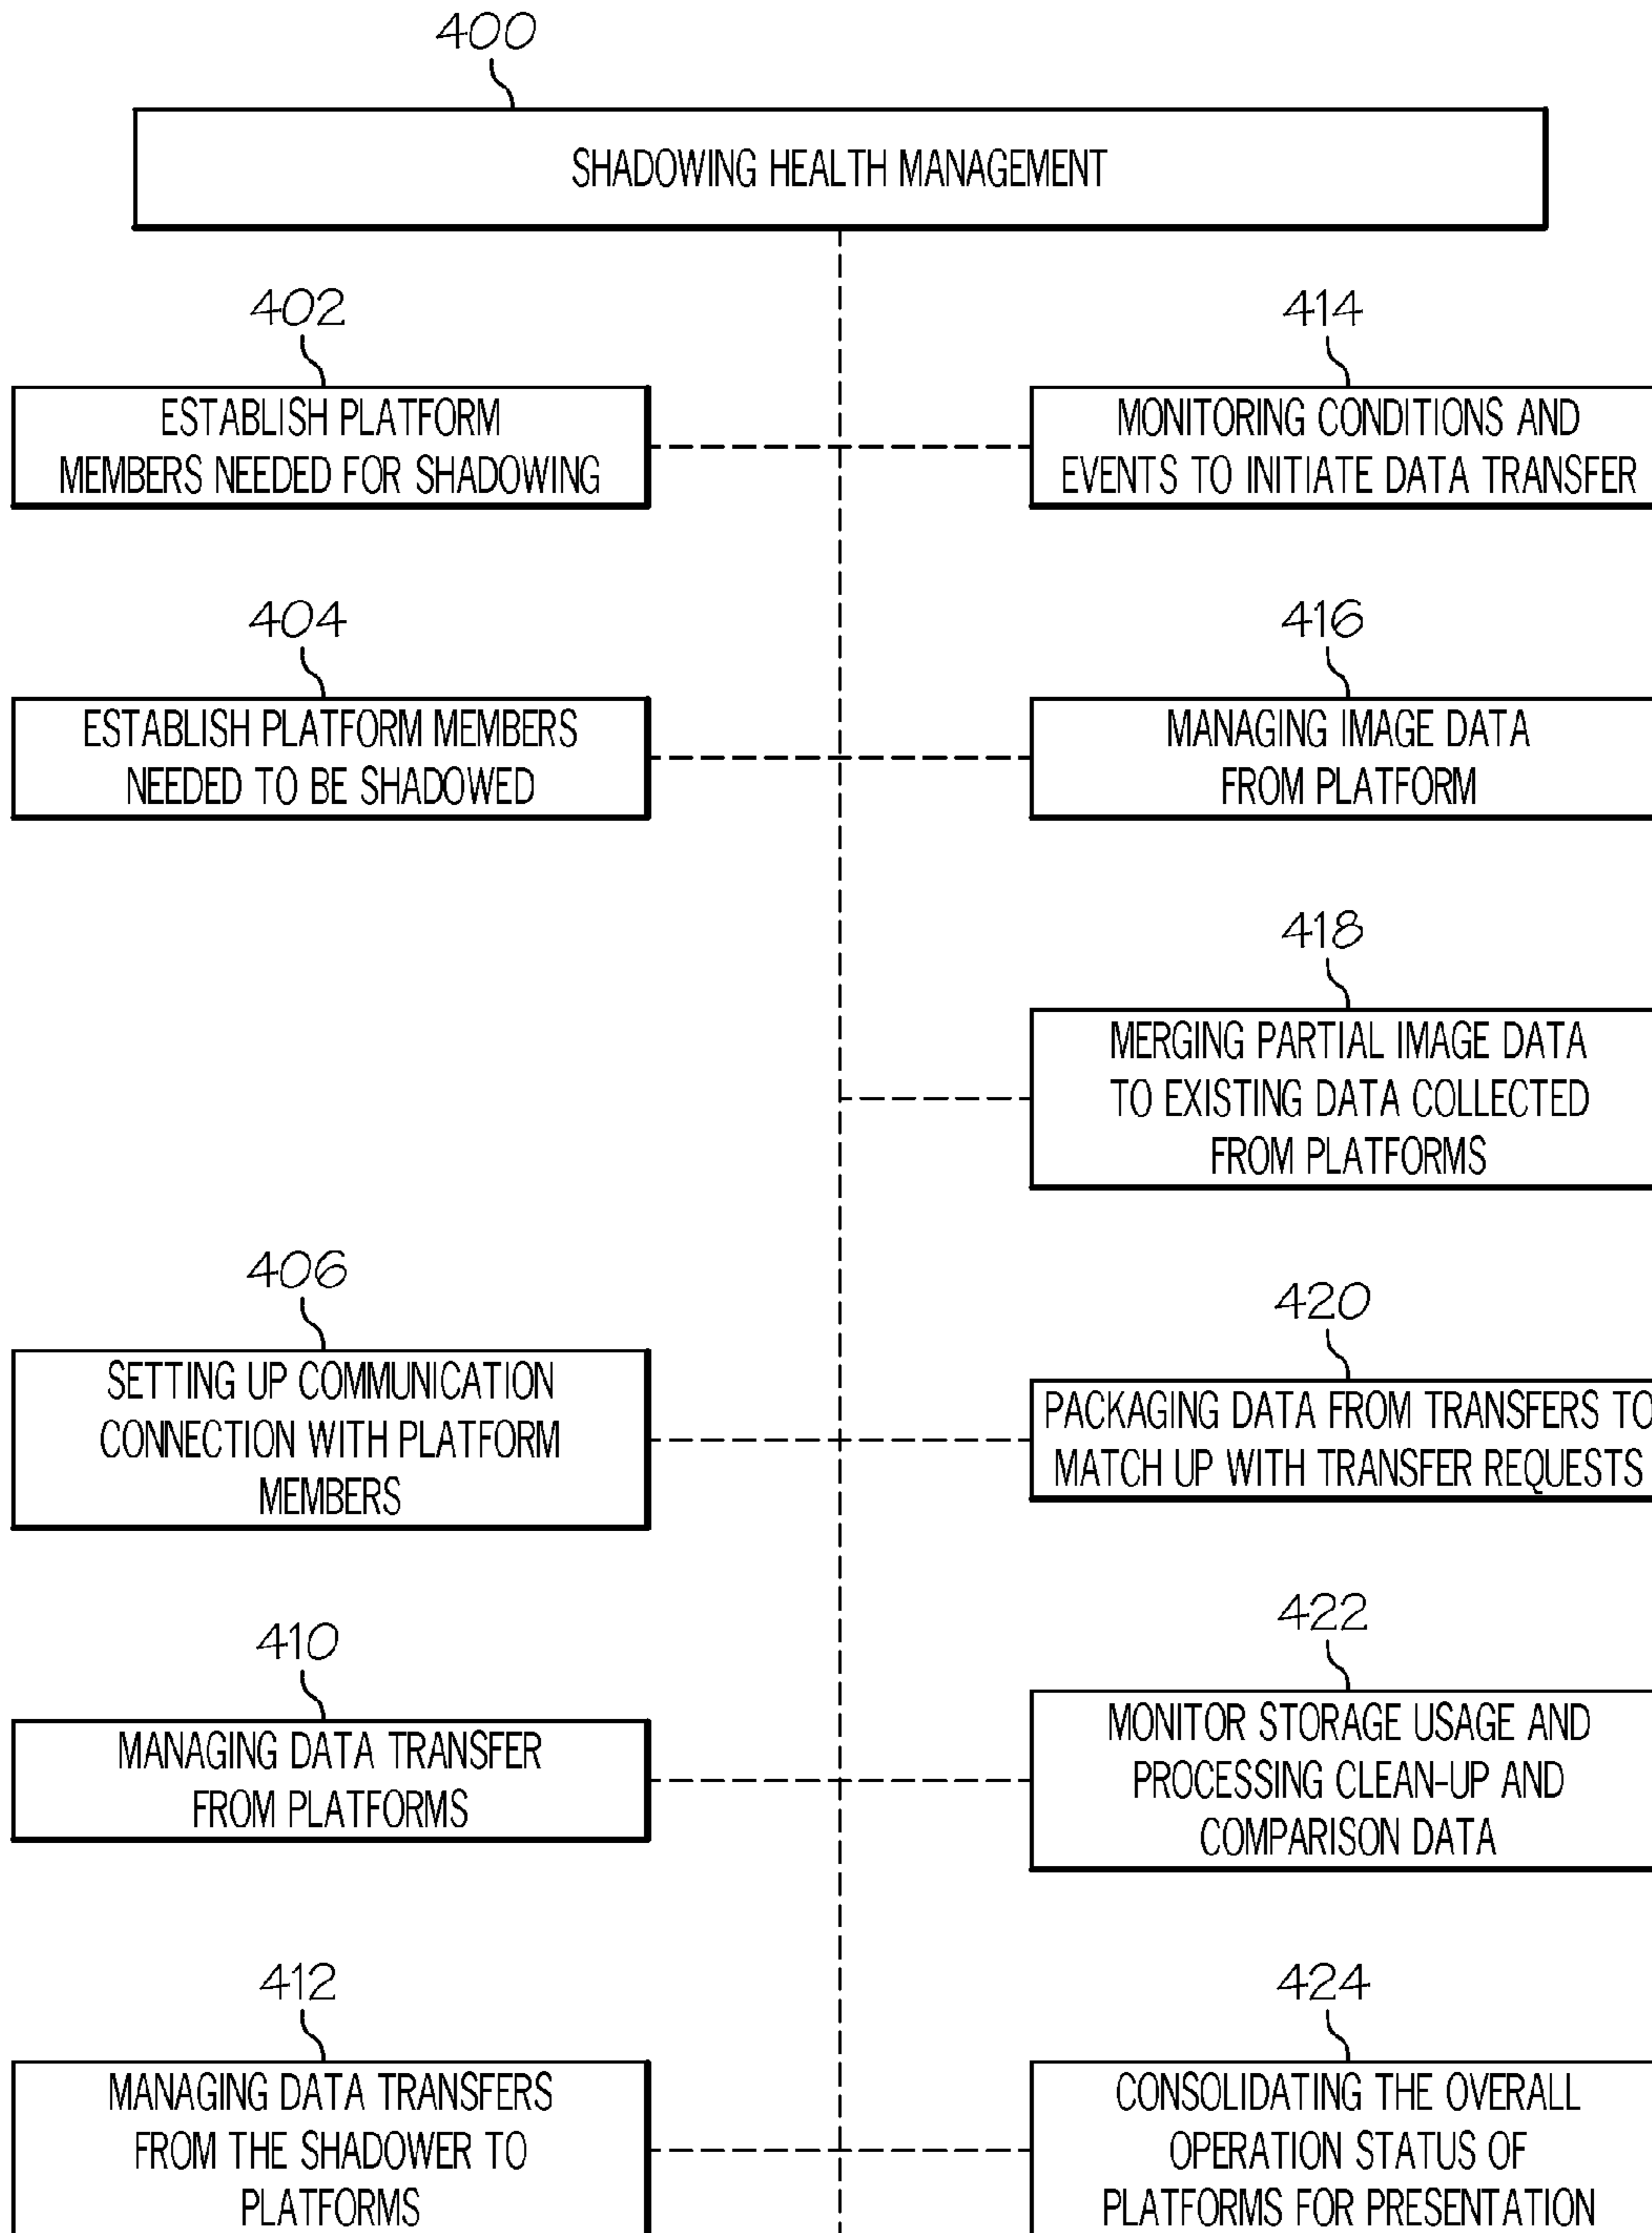 400
SHADOWING HEALTH MANAGEMENT
402
ESTABLISH PLATFORM
MEMBERS NEEDED FOR SHADOWING
414
MONITORING CONDITIONS AND
EVENTS TO INITIATE DATA TRANSFER
404
ESTABLISH PLATFORM MEMBERS
NEEDED TO BE SHADOWED
416
MANAGING IMAGE DATA
FROM PLATFORM
418
MERGING PARTIAL IMAGE DATA
TO EXISTING DATA COLLECTED
FROM PLATFORMS
406
SETTING UP COMMUNICATION
CONNECTION WITH PLATFORM
MEMBERS
420
PACKAGING DATA FROM TRANSFERS TO
MATCH UP WITH TRANSFER REQUESTS
410
MANAGING DATA TRANSFER
FROM PLATFORMS
422
MONITOR STORAGE USAGE AND
PROCESSING CLEAN-UP AND
COMPARISON DATA
412
MANAGING DATA TRANSFERS
FROM THE SHADOWER TO
PLATFORMS
424
CONSOLIDATING THE OVERALL
OPERATION STATUS OF
PLATFORMS FOR PRESENTATION